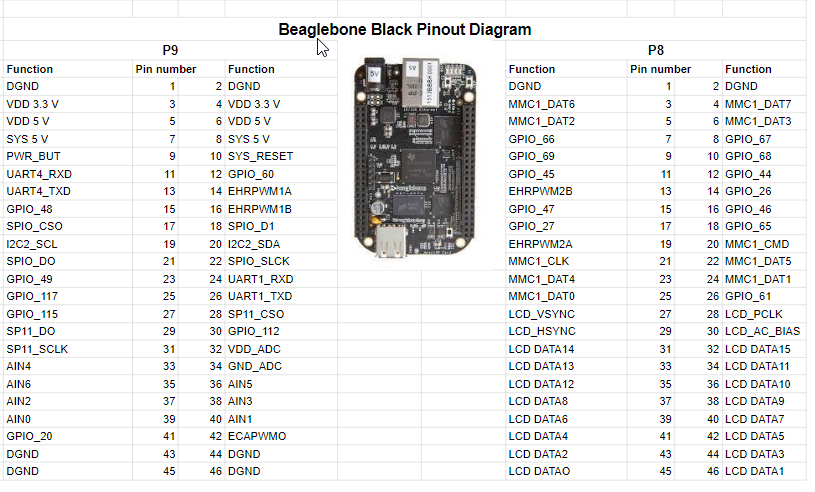 Beaglebone Black Pinout Diagram
P9 P8
Function Pin number Function Function Pin number Function
DGND 1 2 DGND DGND 1 2 DGND
VDD 3.3 V 3 4 VDD 3.3 V MMC1_DAT6 3 4 MMC1_DAT7
VDD 5 V 5 6 VDD 5 V MMC1_DAT2 5 6 MMC1_DAT3
SYS 5 V 7 8 SYS 5 V GPIO_66 7 8 GPIO_67
PWR_BUT 9 10 SYS_RESET GPIO_69 9 10 GPIO_68
UART4_RXD 11 12 GPIO_60 GPIO_45 11 12 GPIO_44
UART4_TXD 13 14 EHRPWM1A EHRPWM2B 13 14 GPIO_26
GPIO_48 15 16 EHRPWM1B GPIO_47 15 16 GPIO_46
SPIO_CSO 17 18 SPIO_D1 GPIO_27 17 18 GPIO_65
I2C2_SCL 19 20 I2C2_SDA EHRPWM2A 19 20 MMC1_CMD
SPIO_DO 21 22 SPIO_SLCK MMC1_CLK 21 22 MMC1_DAT5
GPIO_49 23 24 UART1_RXD MMC1_DAT4 23 24 MMC1_DAT1
GPIO_117 25 26 UART1_TXD MMC1_DAT0 25 26 GPIO_61
GPIO_115 27 28 SP11_CSO LCD_VSYNC 27 28 LCD_PCLK
SP11_DO 29 30 GPIO_112 LCD_HSYNC 29 30 LCD_AC_BIAS
SP11_SCLK 31 32 VDD_ADC LCD DATA14 31 32 LCD DATA15
AIN4 33 34 GND_ADC LCD DATA13 33 34 LCD DATA11
AIN6 35 36 AIN5 LCD DATA12 35 36 LCD DATA10
AIN2 37 38 AIN3 LCD DATA8 37 38 LCD DATA9
AIN0 39 40 AIN1 LCD DATA6 39 40 LCD DATA7
GPIO_20 41 42 ECAPWMO LCD DATA4 41 42 LCD DATA5
DGND 43 44 DGND LCD DATA2 43 44 LCD DATA3
DGND 45 46 DGND LCD DATAO 45 46 LCD DATA1
5V